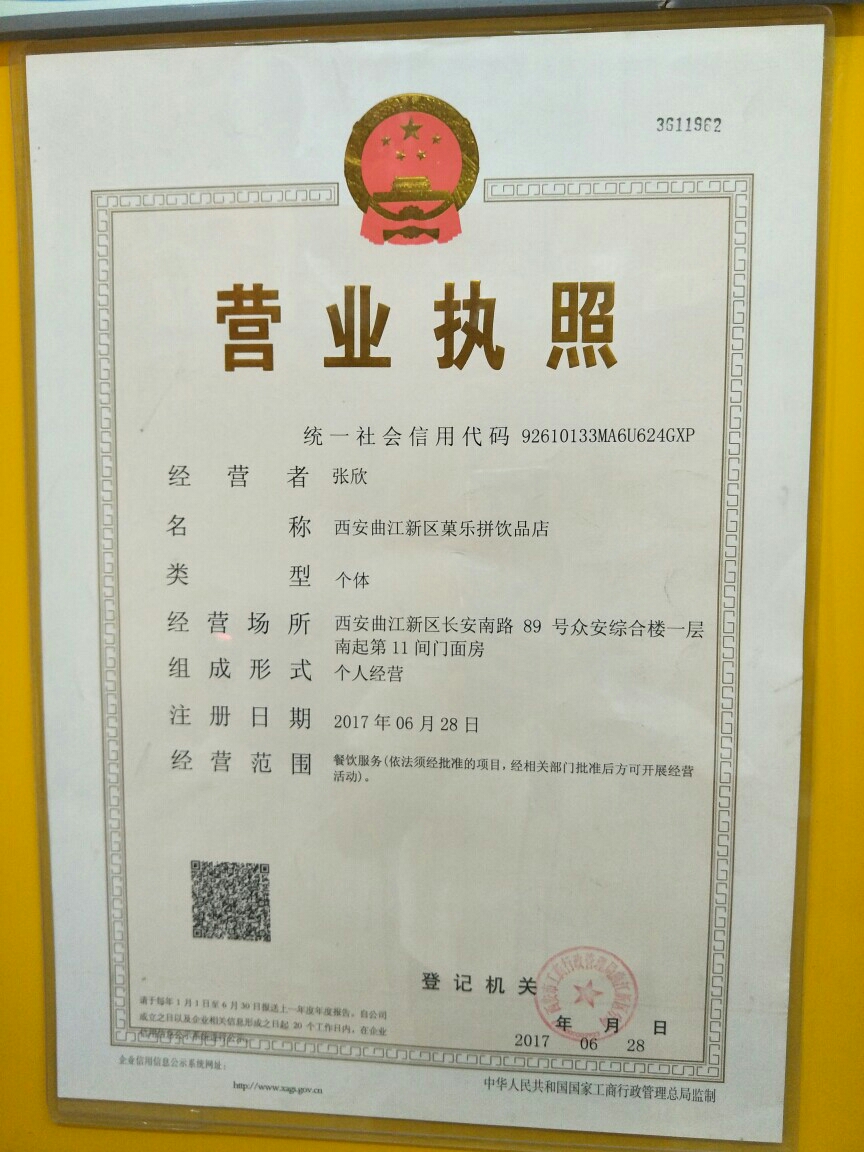 3611962
营业执照
统一社会信用代码 92610133MA6U624GXP
经营者 张欣
名称 西安曲江新区菓乐拼饮品店
类型 个体
经营场所 西安曲江新区长安南路 89 号众安综合楼一层
南起第 11 间门面房
组成形式 个人经营
注册日期 2017 年 06 月 28 日
经营范围 餐饮服务(依法须经批准的项目,经相关部门批准后方可开展经营
活动)。
登记机关
请于每年 1 月 1 日至 6 月 30 日报送上一年度年度报告。自公司
成立之日以及企业相关信息形成之日起 20 个工作日内，在企业
年 月 日
2017 06 28
企业信用信息公示系统网址：
http://www.xags.gov.cn
中华人民共和国国家工商行政管理总局监制